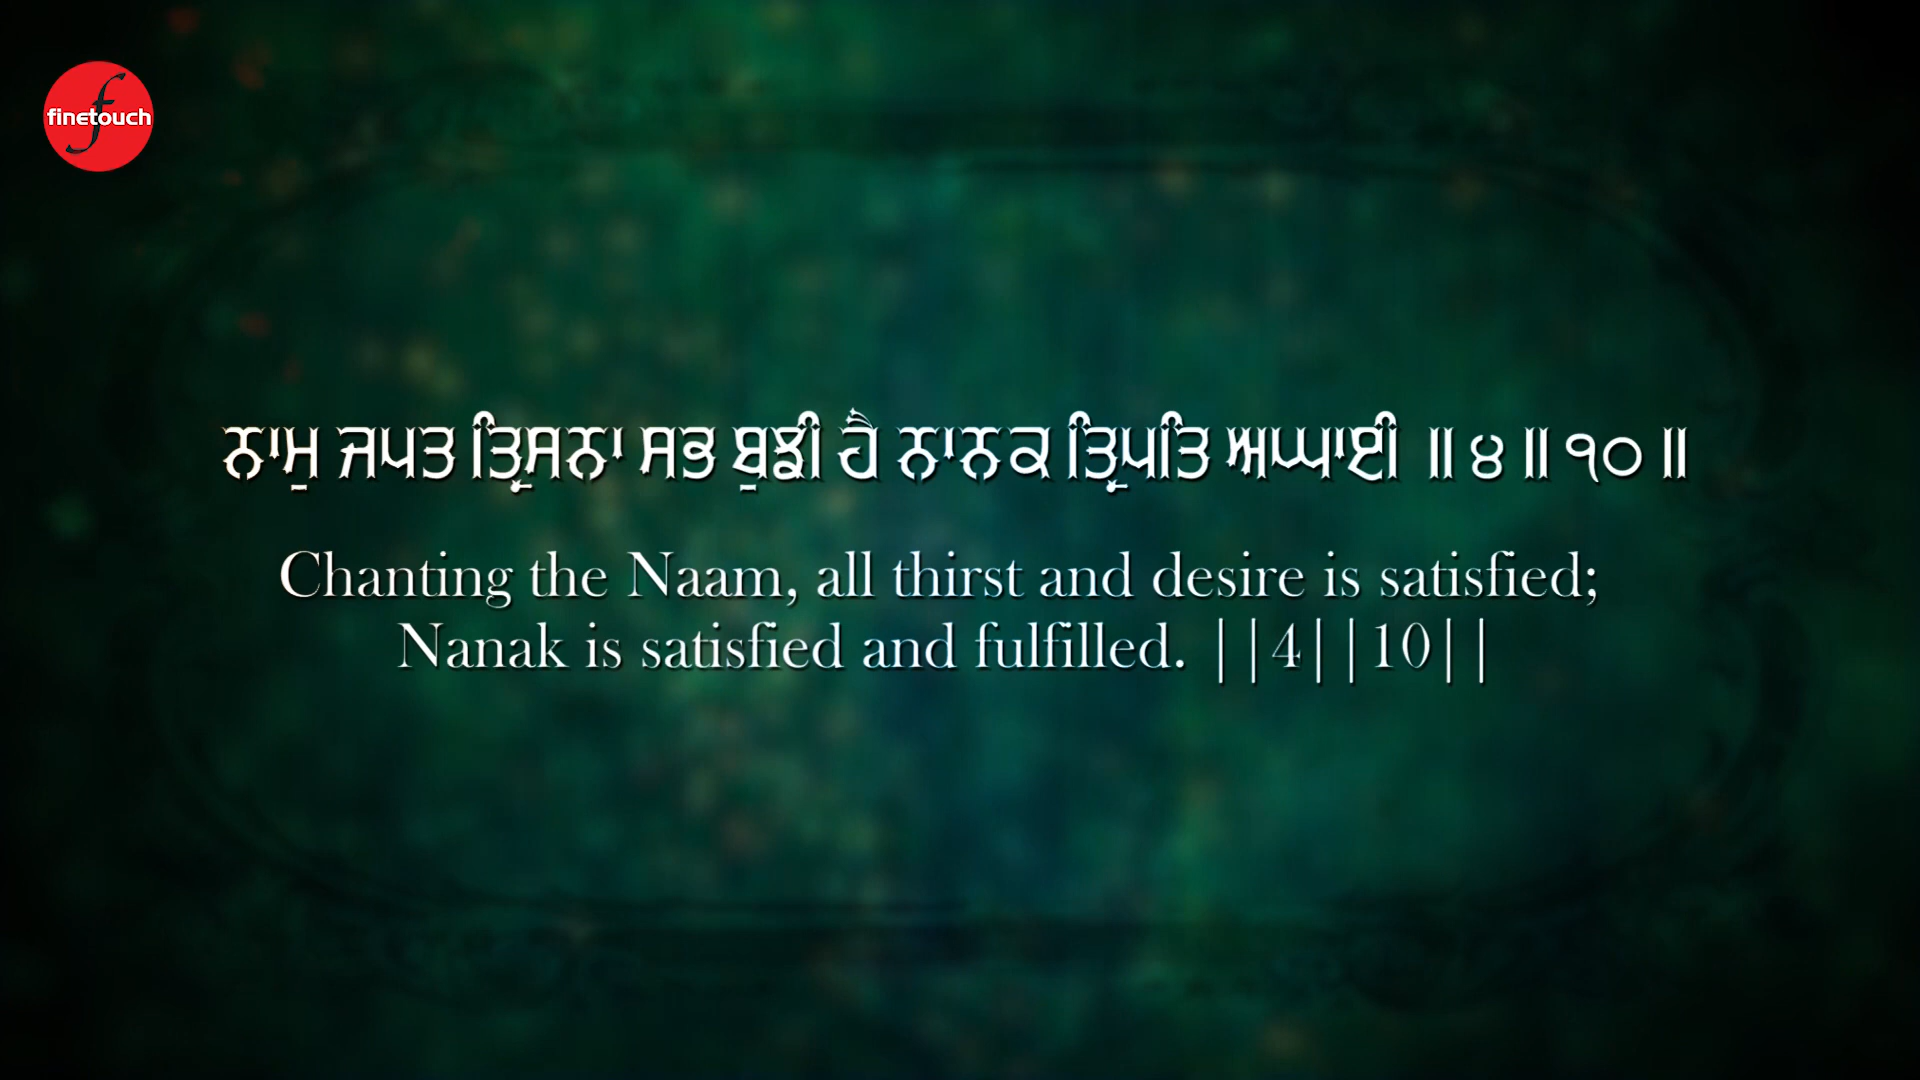 finetouch
ਨਾਮੁ ਜਪਤ ਤ੍ਰਿਸਨਾ ਸਭ ਬੁਝੀ ਹੈ ਨਾਨਕ ਤ੍ਰਿਪਤਿ ਅਘਾਈ ॥੪॥੧੦॥
Chanting the Naam, all thirst and desire is satisfied;
Nanak is satisfied and fulfilled. ||4||10||